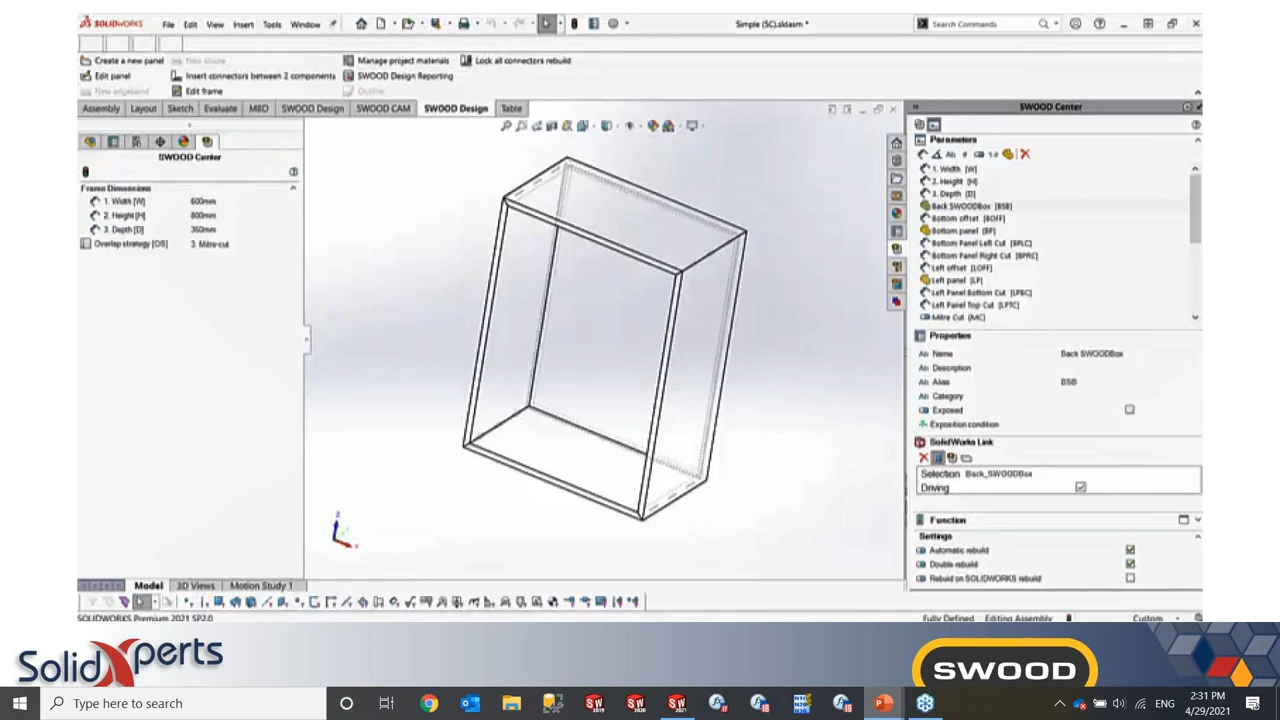 SOLIDWORKS File Edit View Insert Tools Window Simple (SC).sldasm * Search Commands
Create a new panel Manage project materials Lock all connectors rebuild
Edit panel Insert connectors between 2 components SWOOD Design Reporting
New edgeband Edit frame Outline
Assembly Layout Sketch Evaluate MBD SWOOD Design SWOOD CAM SWOOD Design Table
SWOOD Center
Frame Dimensions
1. Width [W] 600mm
2. Height [H] 800mm
3. Depth [D] 350mm
Overlap strategy [OS] 3. Mitre-cut
SWOOD Center
Parameters
1. Width [W]
2. Height [H]
3. Depth [D]
Back SWOODBox [BSB]
Bottom offset [BOFF]
Bottom panel [BP]
Bottom Panel Left Cut [BPLC]
Bottom Panel Right Cut [BPRC]
Left offset [LOFF]
Left panel [LP]
Left Panel Bottom Cut [LPBC]
Left Panel Top Cut [LPTC]
Mitre Cut [MC]
Properties
Name Back SWOODBox
Description
Alias BSB
Category
Exposed
Exposition condition
SolidWorks Link
Selection Back_SWOODBox
Driving
Function
Settings
Automatic rebuild
Double rebuild
Rebuid on SOLIDWORKS rebuild
Model 3D Views Motion Study 1
SOLIDWORKS Premium 2021 SP2.0 Fully Defined Editing Assembly Custom
SolidXperts
SWOOD
Type here to search
ENG
2:31 PM
4/29/2021